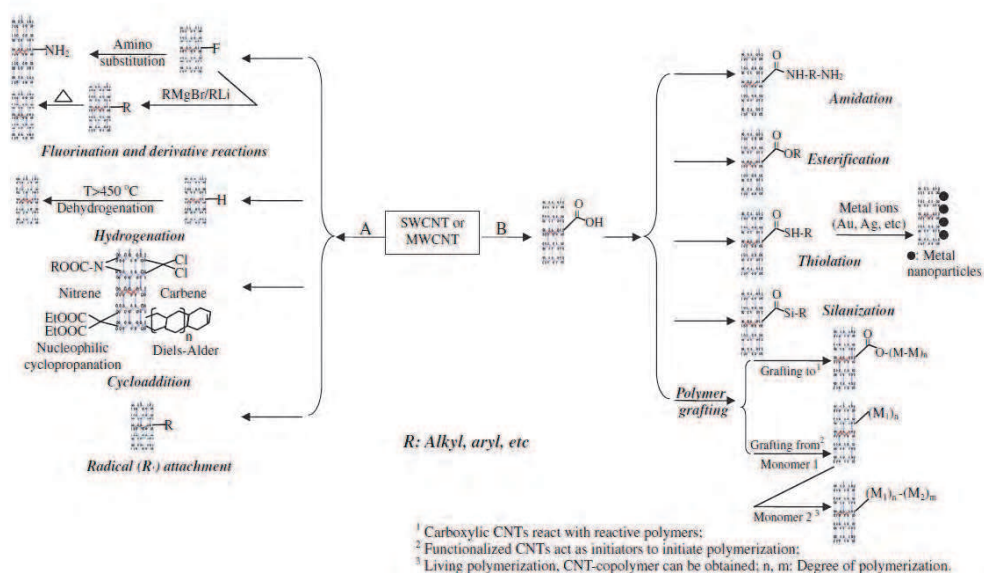 NH₂
Amino
substitution
F
RMgBr/RLi
△
R
Fluorination and derivative reactions
T>450 °C
Dehydrogenation
H
Hydrogenation
ROOC-N
Cl
Cl
Nitrene
Carbene
EtOOC
EtOOC
n
Nucleophilic
cyclopropanation
Diels-Alder
Cycloaddition
R
Radical (R·) attachment
A
SWCNT or
MWCNT
B
O
OH
R: Alkyl, aryl, etc
O
NH-R-NH₂
Amidation
O
OR
Esterification
O
SH-R
Thiolation
Metal ions
(Au, Ag, etc)
●: Metal
nanoparticles
O
Si-R
Silanization
Polymer
grafting
Grafting to¹
O
O-(M-M)ₙ
Grafting from²
Monomer 1
(M₁)ₙ
Monomer 2³
(M₁)ₙ-(M₂)ₘ
¹ Carboxylic CNTs react with reactive polymers;
² Functionalized CNTs act as initiators to initiate polymerization;
³ Living polymerization, CNT-copolymer can be obtained; n, m: Degree of polymerization.